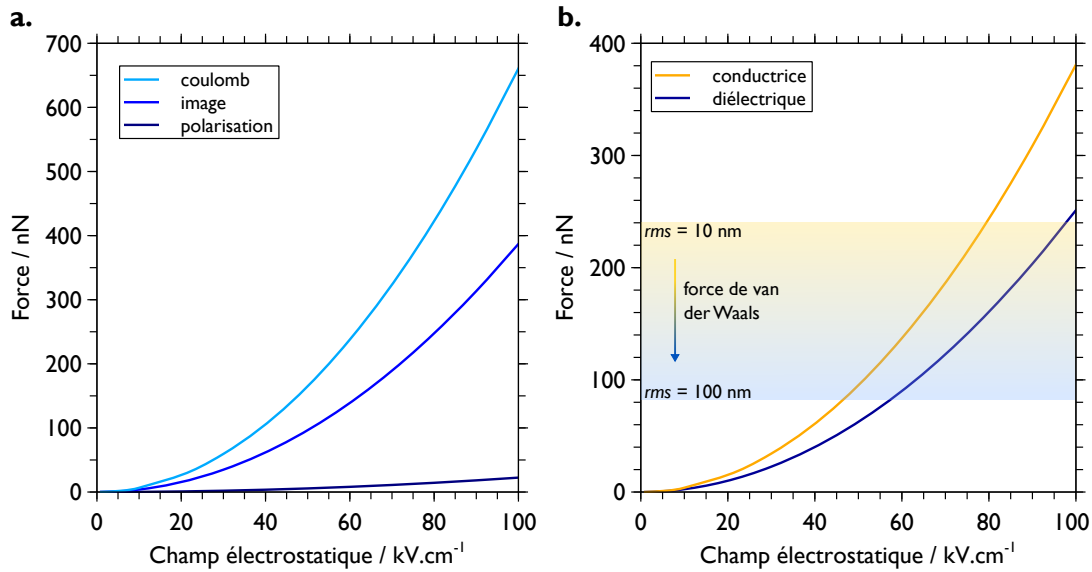 a.
700
600
500
400
300
200
100
0
Force / nN
coulomb
image
polarisation
0 20 40 60 80 100
Champ électrostatique / kV.cm-1
b.
400
380
200
100
0
Force / nN
conductrice
diélectrique
rms = 10 nm
force de van
der Waals
rms = 100 nm
0 20 40 60 80 100
Champ électrostatique / kV.cm-1